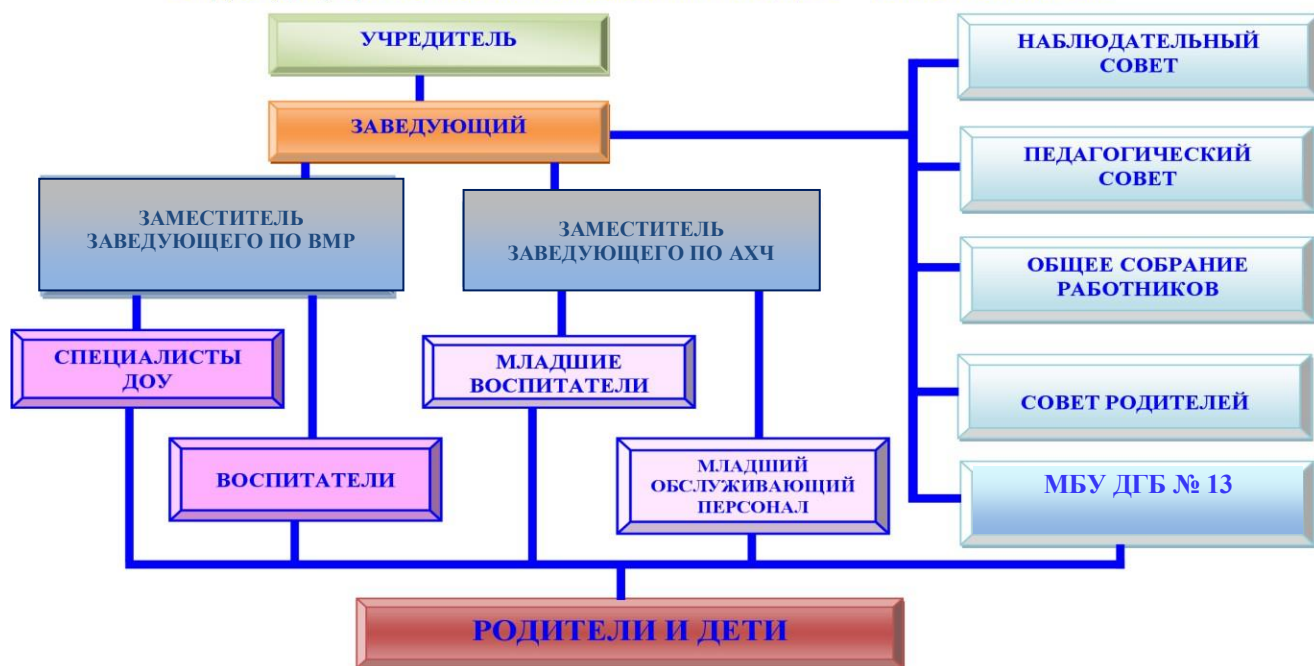 УЧРЕДИТЕЛЬ
ЗАВЕДУЮЩИЙ
ЗАМЕСТИТЕЛЬ
ЗАВЕДУЮЩЕГО ПО ВМР
ЗАМЕСТИТЕЛЬ
ЗАВЕДУЮЩЕГО ПО АХЧ
СПЕЦИАЛИСТЫ
ДОУ
ВОСПИТАТЕЛИ
МЛАДШИЕ
ВОСПИТАТЕЛИ
МЛАДШИЙ
ОБСЛУЖИВАЮЩИЙ
ПЕРСОНАЛ
НАБЛЮДАТЕЛЬНЫЙ
СОВЕТ
ПЕДАГОГИЧЕСКИЙ
СОВЕТ
ОБЩЕЕ СОБРАНИЕ
РАБОТНИКОВ
СОВЕТ РОДИТЕЛЕЙ
МБУ ДГБ № 13
РОДИТЕЛИ И ДЕТИ